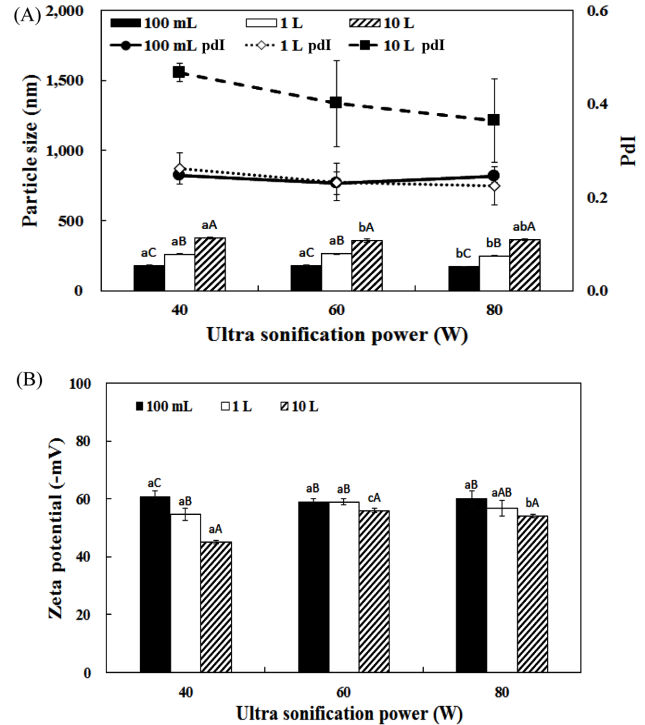 (A)
2,000
0.6
100 mL 1 L 10 L
100 mL pdI 1 L pdI 10 L pdI
1,500
0.4
Particle size (nm)
1,000
PdI
0.2
500
aC aB aA aC aB bA bC bB abA
0
0.0
40 60 80
Ultra sonification power (W)
(B)
100
100 mL 1 L 10 L
80
Zeta potential (-mV)
aC aB aA aB aB cA aB aAB bA
60
40
20
0
40 60 80
Ultra sonification power (W)